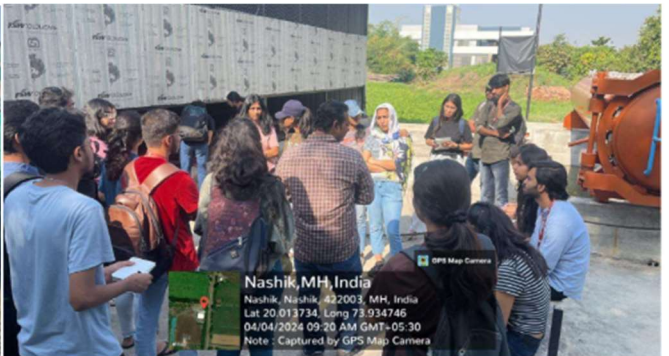 GPS Map Camera
Nashik,MH,India
Nashik, Nashik, 422003, MH, India
Lat 20.013734, Long 73.934746
04/04/2024 09:20 AM GMT+05:30
Note : Captured by GPS Map Camera